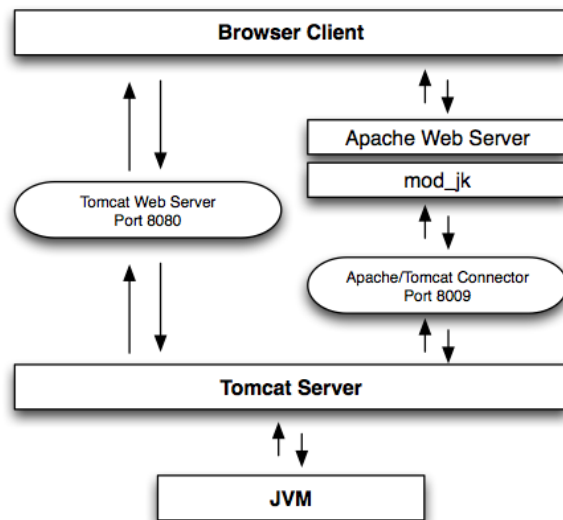 Browser Client
Apache Web Server
mod_jk
Tomcat Web Server
Port 8080
Apache/Tomcat Connector
Port 8009
Tomcat Server
JVM